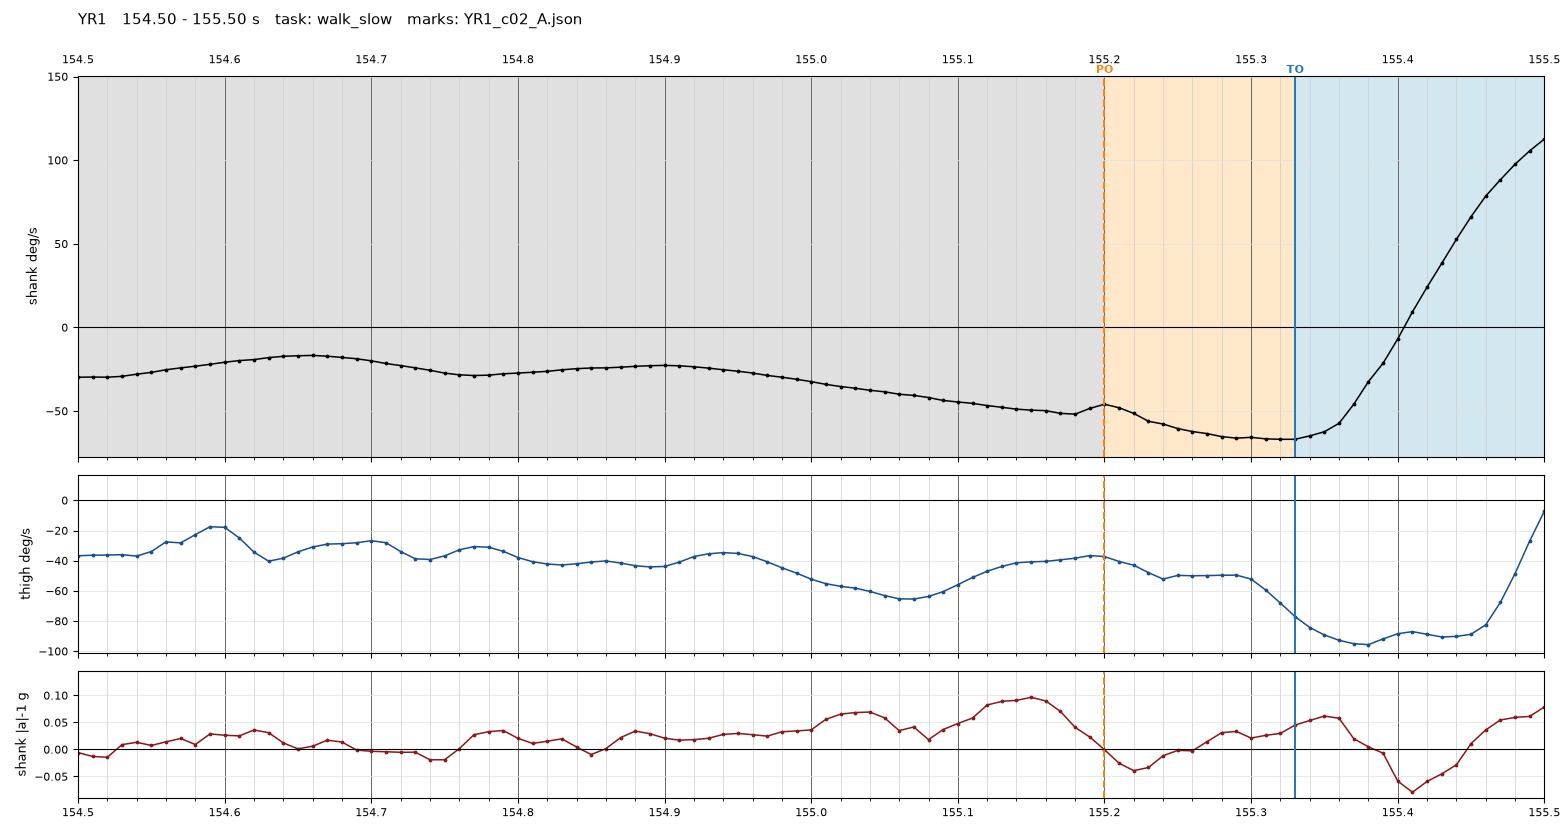 YR1   154.50 - 155.50 s   task: walk_slow   marks: YR1_c02_A.json
154.5 154.6 154.7 154.8 154.9 155.0 155.1 155.2 155.3 155.4 155.5
PO TO
150
100
50
0
−50
shank deg/s
0
−20
−40
−60
−80
−100
thigh deg/s
0.10
0.05
0.00
−0.05
shank |a|-1 g
154.5 154.6 154.7 154.8 154.9 155.0 155.1 155.2 155.3 155.4 155.5